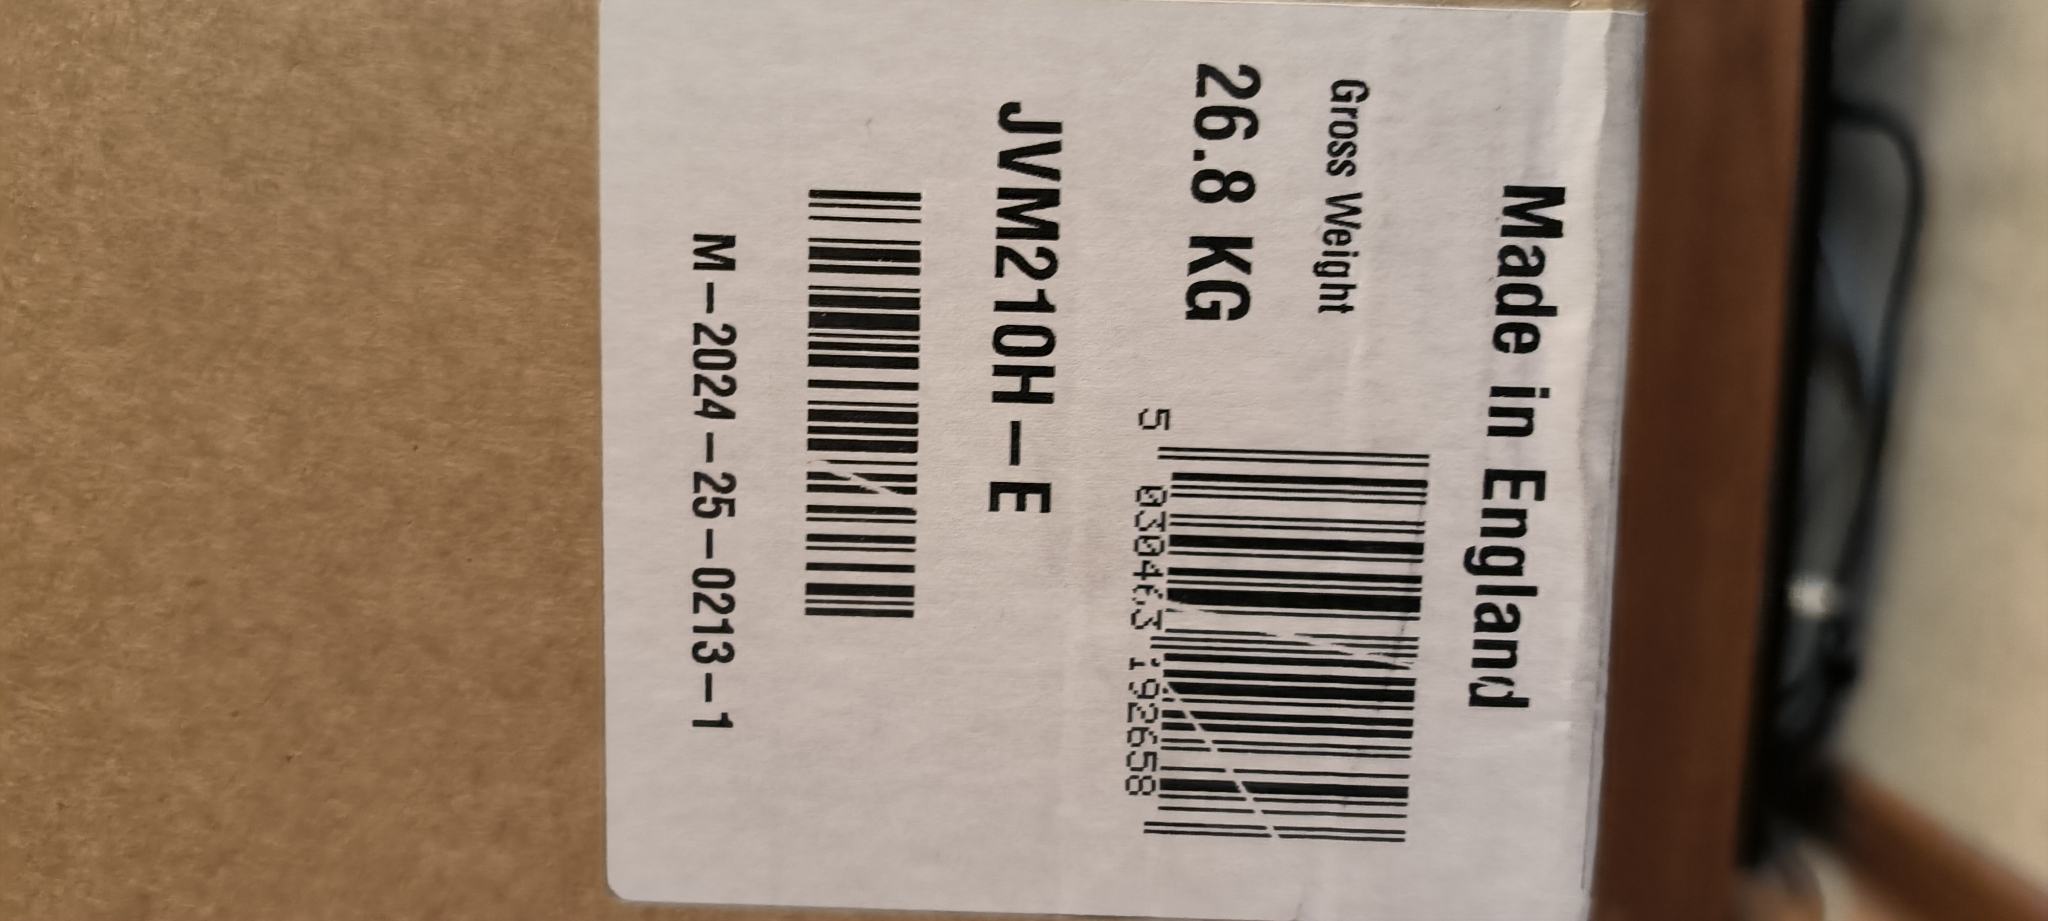 Made in England
Gross Weight
26.8 KG
5 030463 192658
JVM210H-E
M-2024-25-0213-1